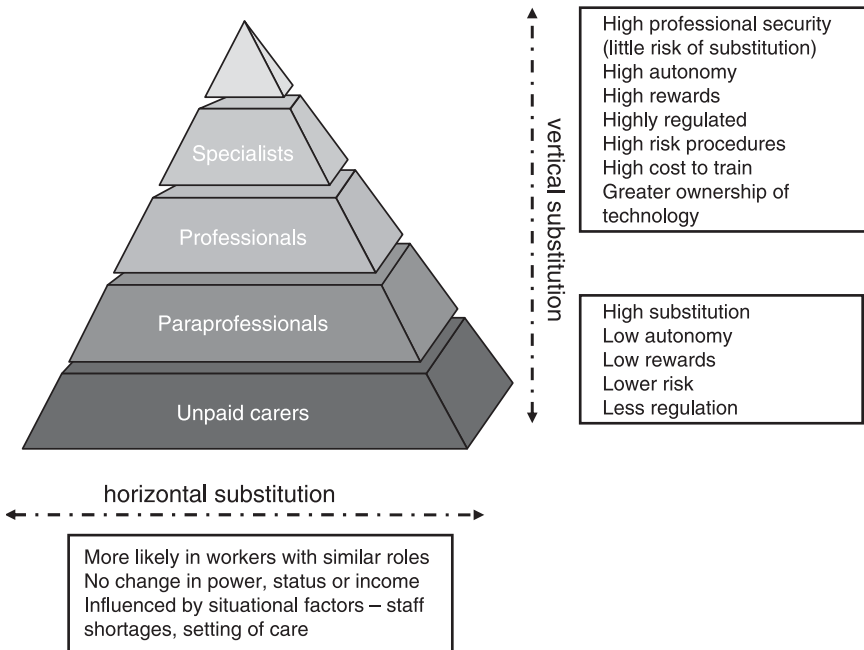 High professional security
(little risk of substitution)
High autonomy
High rewards
Highly regulated
High risk procedures
High cost to train
Greater ownership of
technology
vertical substitution
Specialists
Professionals
Paraprofessionals
Unpaid carers
High substitution
Low autonomy
Low rewards
Lower risk
Less regulation
horizontal substitution
More likely in workers with similar roles
No change in power, status or income
Influenced by situational factors – staff
shortages, setting of care